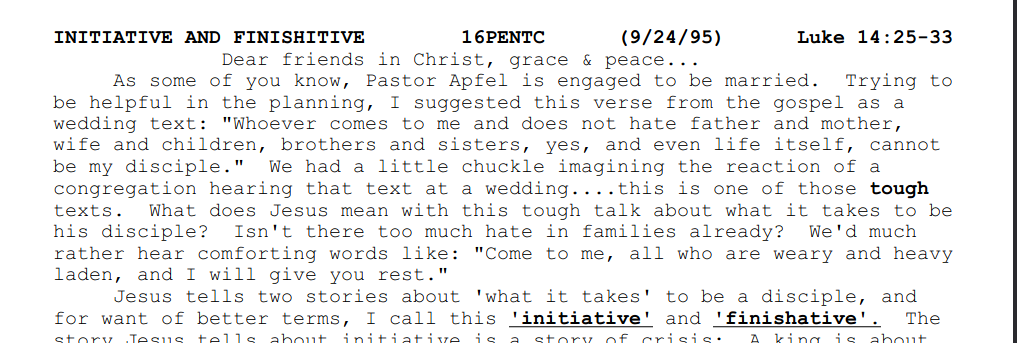 INITIATIVE AND FINISHITIVE 16PENTC (9/24/95) Luke 14:25-33
Dear friends in Christ, grace & peace...
As some of you know, Pastor Apfel is engaged to be married. Trying to
be helpful in the planning, I suggested this verse from the gospel as a
wedding text: "Whoever comes to me and does not hate father and mother,
wife and children, brothers and sisters, yes, and even life itself, cannot
be my disciple." We had a little chuckle imagining the reaction of a
congregation hearing that text at a wedding....this is one of those tough
texts. What does Jesus mean with this tough talk about what it takes to be
his disciple? Isn't there too much hate in families already? We'd much
rather hear comforting words like: "Come to me, all who are weary and heavy
laden, and I will give you rest."
Jesus tells two stories about 'what it takes' to be a disciple, and
for want of better terms, I call this 'initiative' and 'finishative'. The
story Jesus tells about initiative is a story of crisis: A king is about